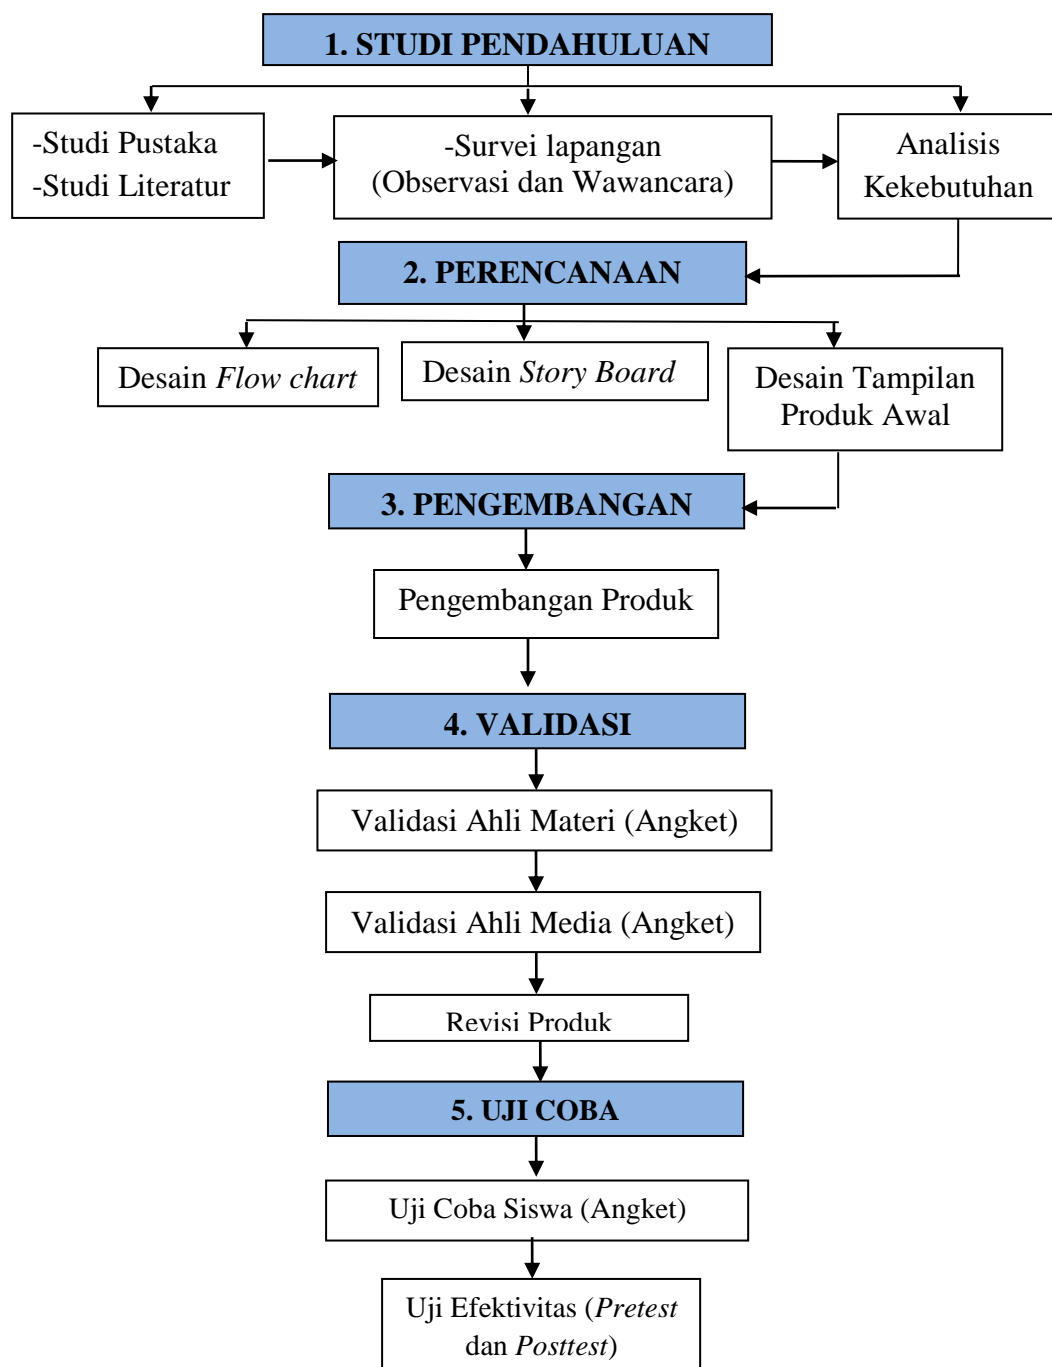 1. STUDI PENDAHULUAN
-Studi Pustaka
-Studi Literatur
-Survei lapangan
(Observasi dan Wawancara)
Analisis
Kekebutuhan
2. PERENCANAAN
Desain Flow chart
Desain Story Board
Desain Tampilan
Produk Awal
3. PENGEMBANGAN
Pengembangan Produk
4. VALIDASI
Validasi Ahli Materi (Angket)
Validasi Ahli Media (Angket)
Revisi Produk
5. UJI COBA
Uji Coba Siswa (Angket)
Uji Efektivitas (Pretest
dan Posttest)